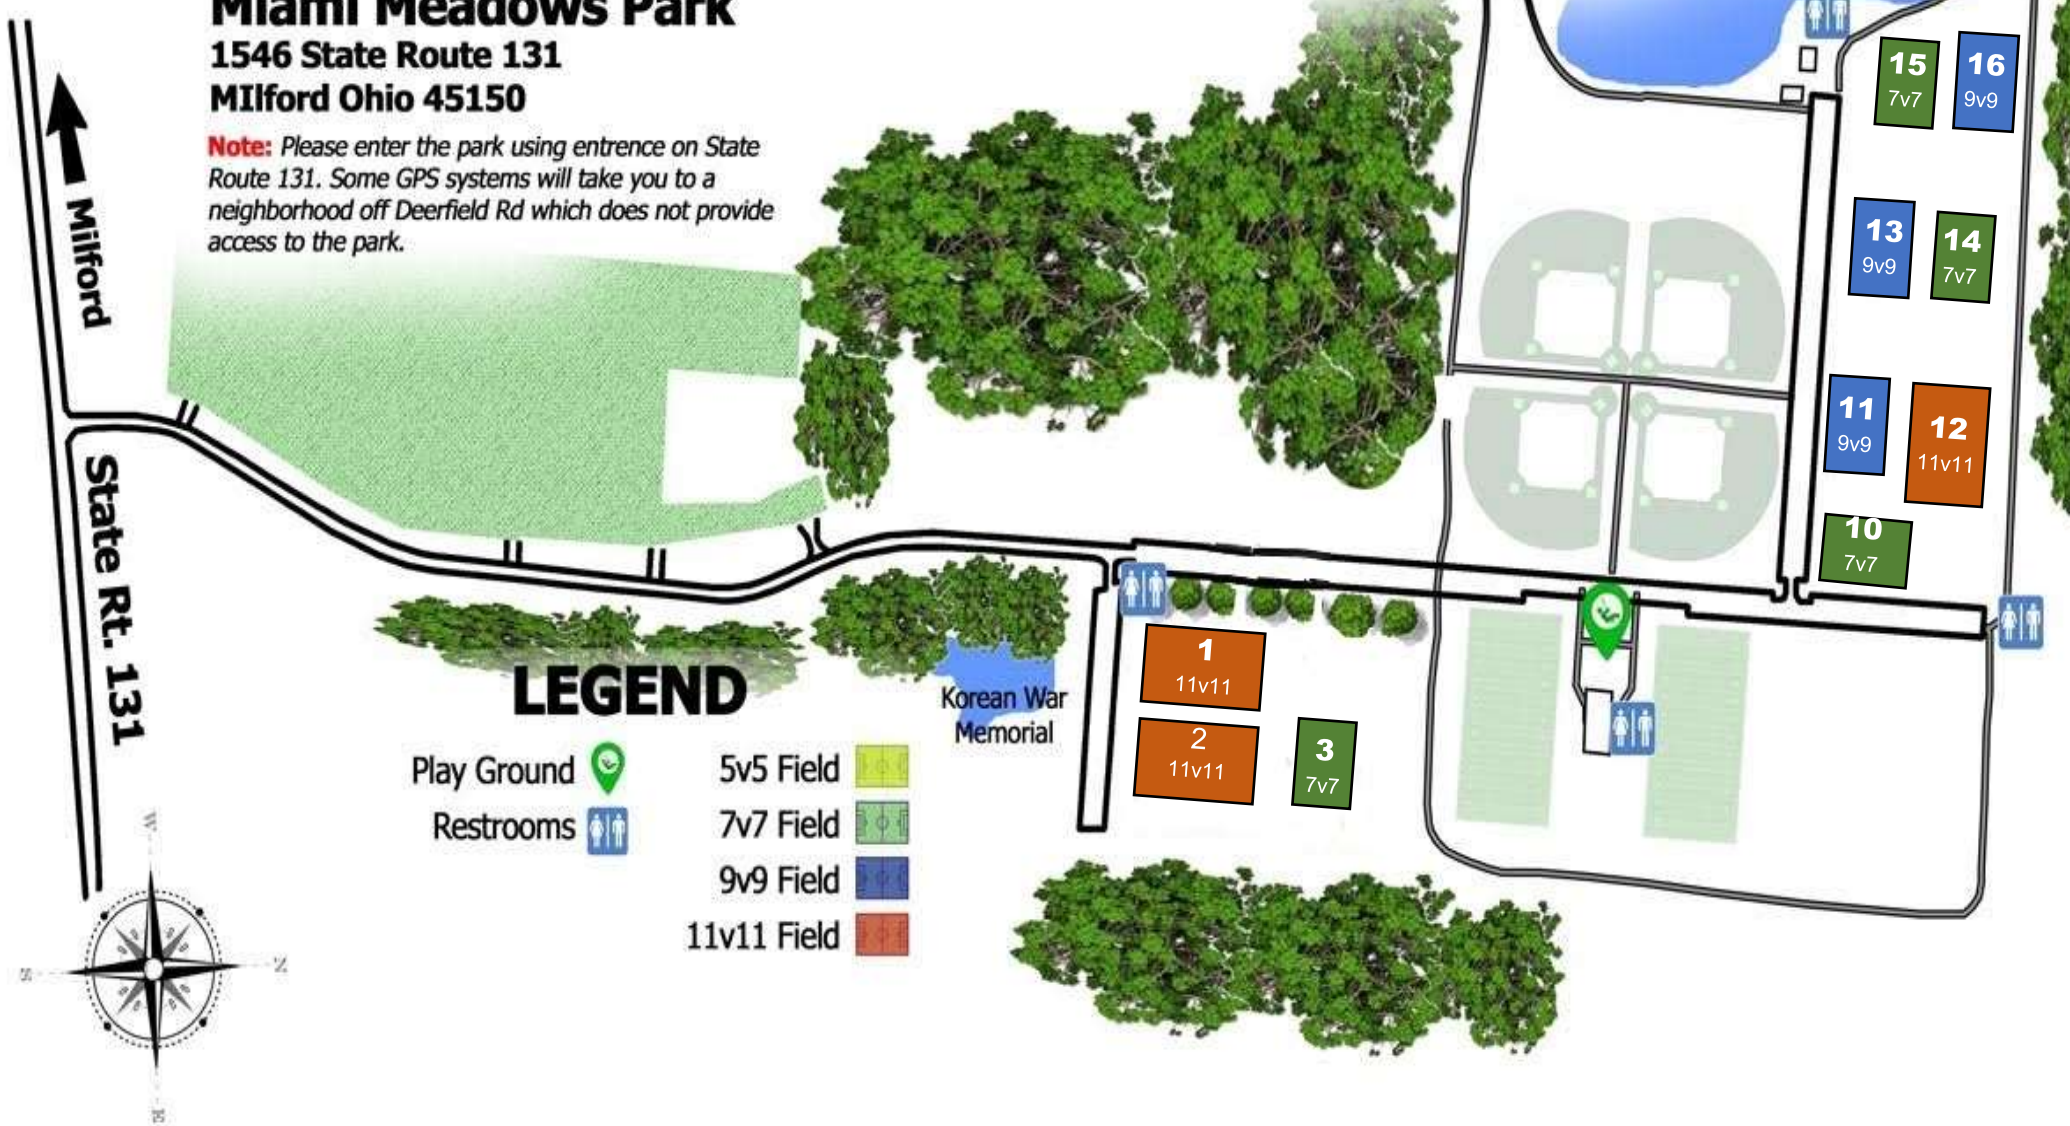 Miami Meadows Park
1546 State Route 131
MIlford Ohio 45150
Note: Please enter the park using entrence on State
Route 131. Some GPS systems will take you to a
neighborhood off Deerfield Rd which does not provide
access to the park.
Milford
State Rt. 131
15
7v7
16
9v9
13
9v9
14
7v7
11
9v9
12
11v11
10
7v7
1
11v11
2
11v11
3
7v7
Korean War
Memorial
LEGEND
Play Ground
Restrooms
5v5 Field
7v7 Field
9v9 Field
11v11 Field
W
S
N
E